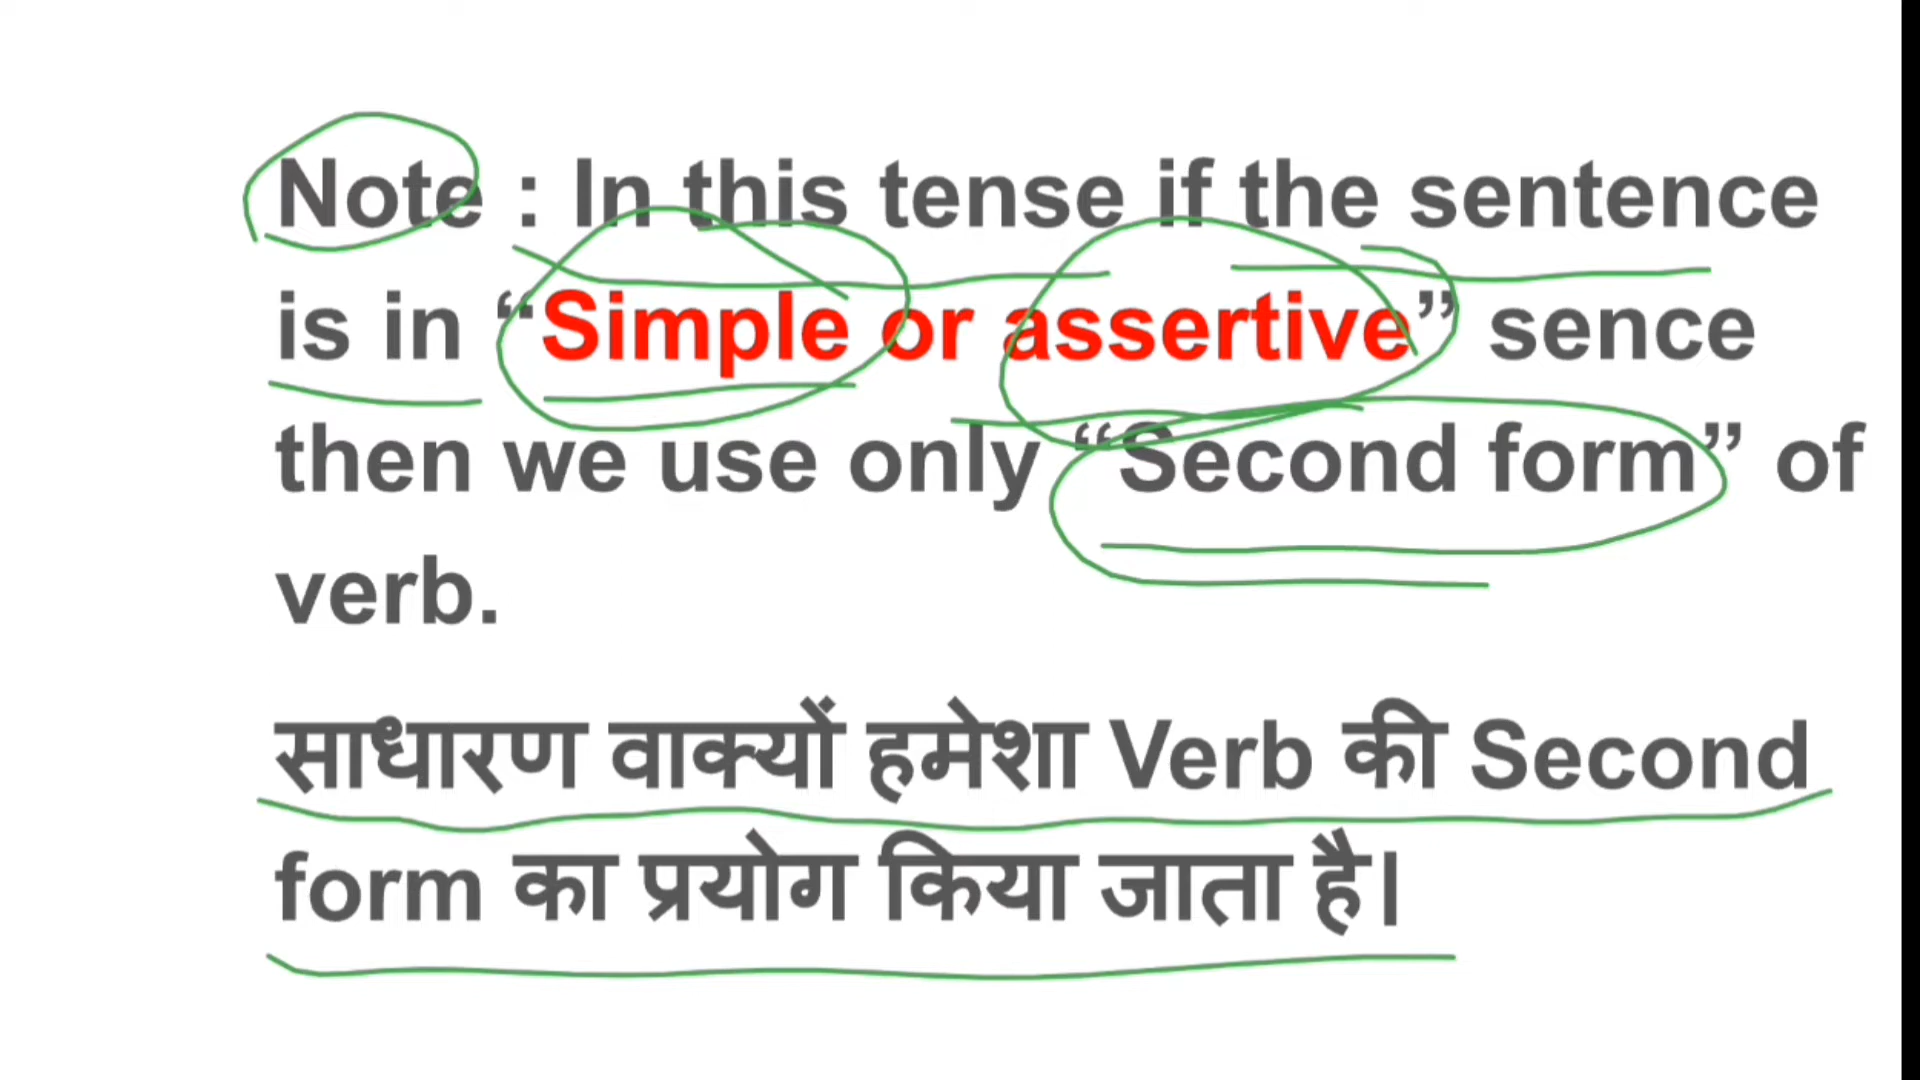 Note : In this tense if the sentence
is in “Simple or assertive” sence
then we use only “Second form” of
verb.
साधारण वाक्यों हमेशा Verb की Second
form का प्रयोग किया जाता है।